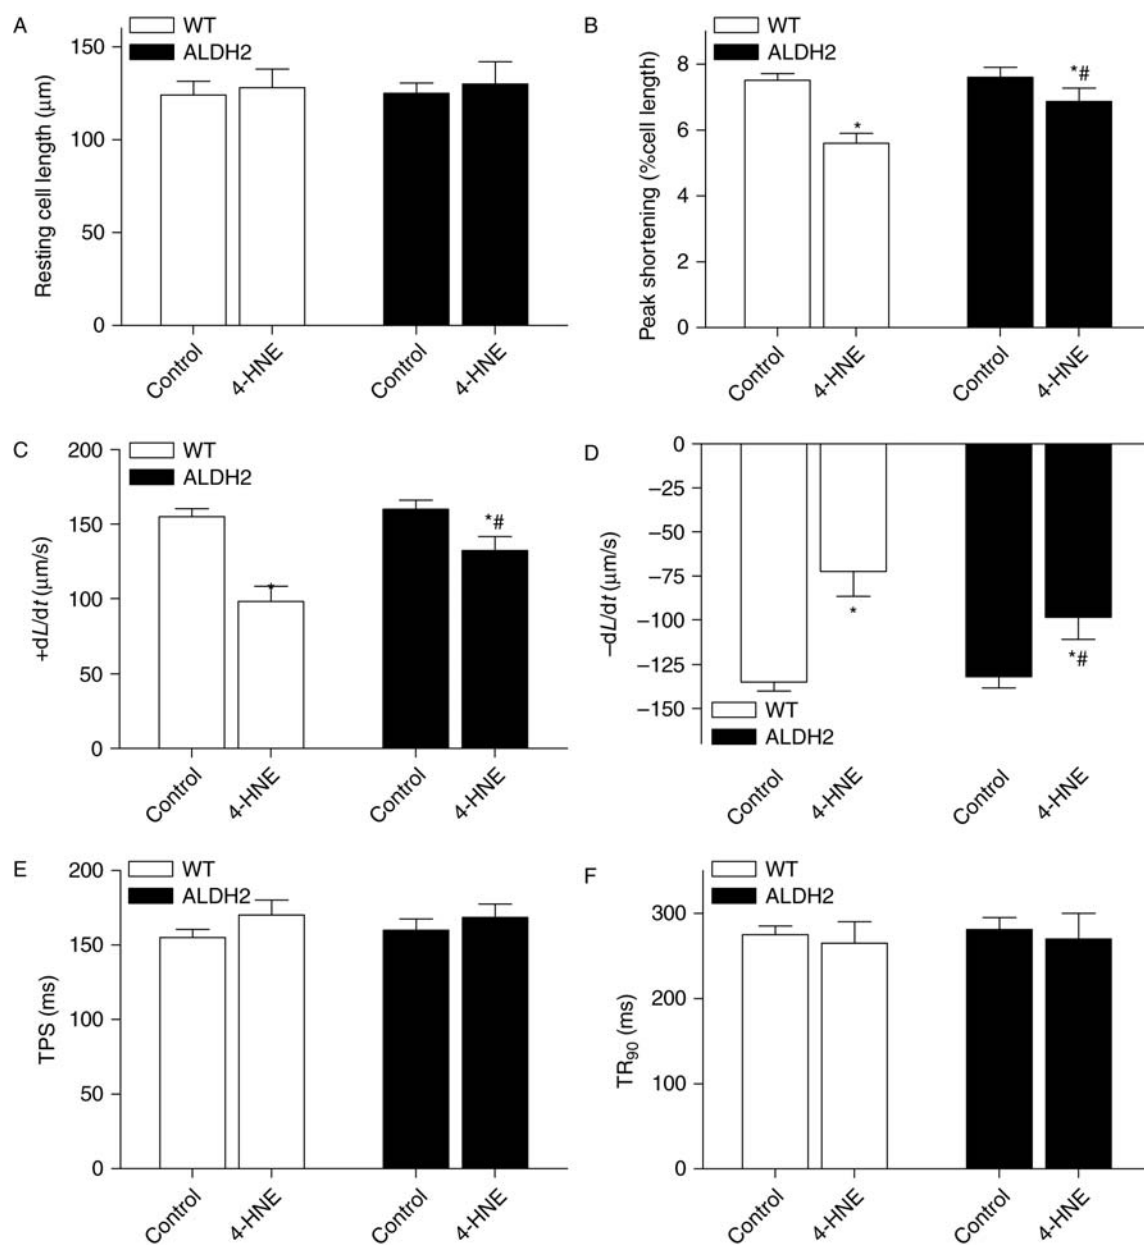 A
WT
ALDH2
150
100
50
0
Resting cell length (μm)
Control
4-HNE
Control
4-HNE
B
WT
ALDH2
8
6
4
2
0
Peak shortening (%cell length)
*
*#
Control
4-HNE
Control
4-HNE
C
WT
ALDH2
200
150
100
50
0
+dL/dt (μm/s)
*
*#
Control
4-HNE
Control
4-HNE
D
0
−25
−50
−75
−100
−125
−150
−dL/dt (μm/s)
*
*#
WT
ALDH2
Control
4-HNE
Control
4-HNE
E
WT
ALDH2
200
150
100
50
0
TPS (ms)
Control
4-HNE
Control
4-HNE
F
WT
ALDH2
300
200
100
0
TR90 (ms)
Control
4-HNE
Control
4-HNE